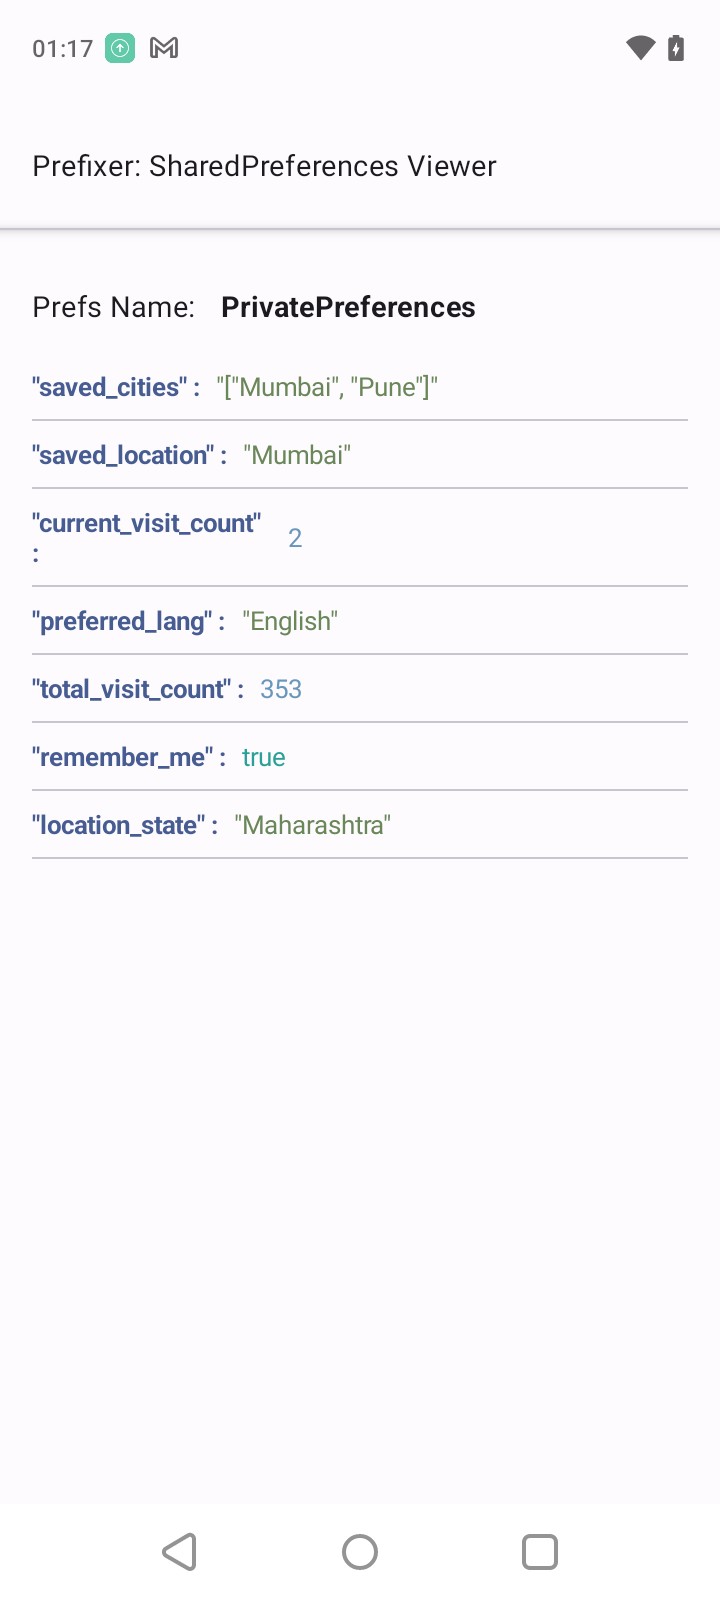 01:17
Prefixer: SharedPreferences Viewer
Prefs Name: PrivatePreferences
"saved_cities" : "["Mumbai", "Pune"]"
"saved_location" : "Mumbai"
"current_visit_count"
: 2
"preferred_lang" : "English"
"total_visit_count" : 353
"remember_me" : true
"location_state" : "Maharashtra"